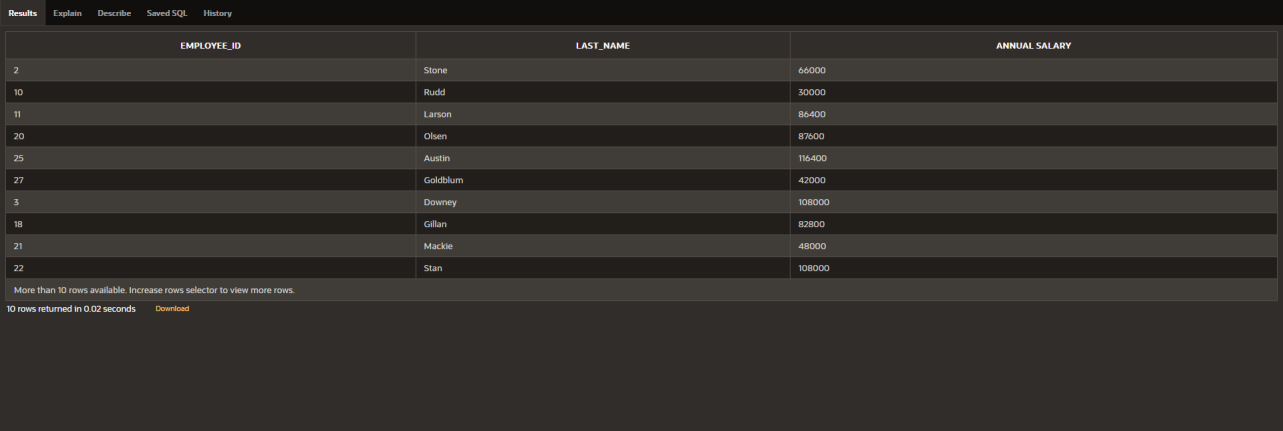 Results Explain Describe Saved SQL History
EMPLOYEE_ID LAST_NAME ANNUAL SALARY
2 Stone 66000
10 Rudd 30000
11 Larson 86400
20 Olsen 87600
25 Austin 116400
27 Goldblum 42000
3 Downey 108000
18 Gillan 82800
21 Mackie 48000
22 Stan 108000
More than 10 rows available. Increase rows selector to view more rows.
10 rows returned in 0.02 seconds Download